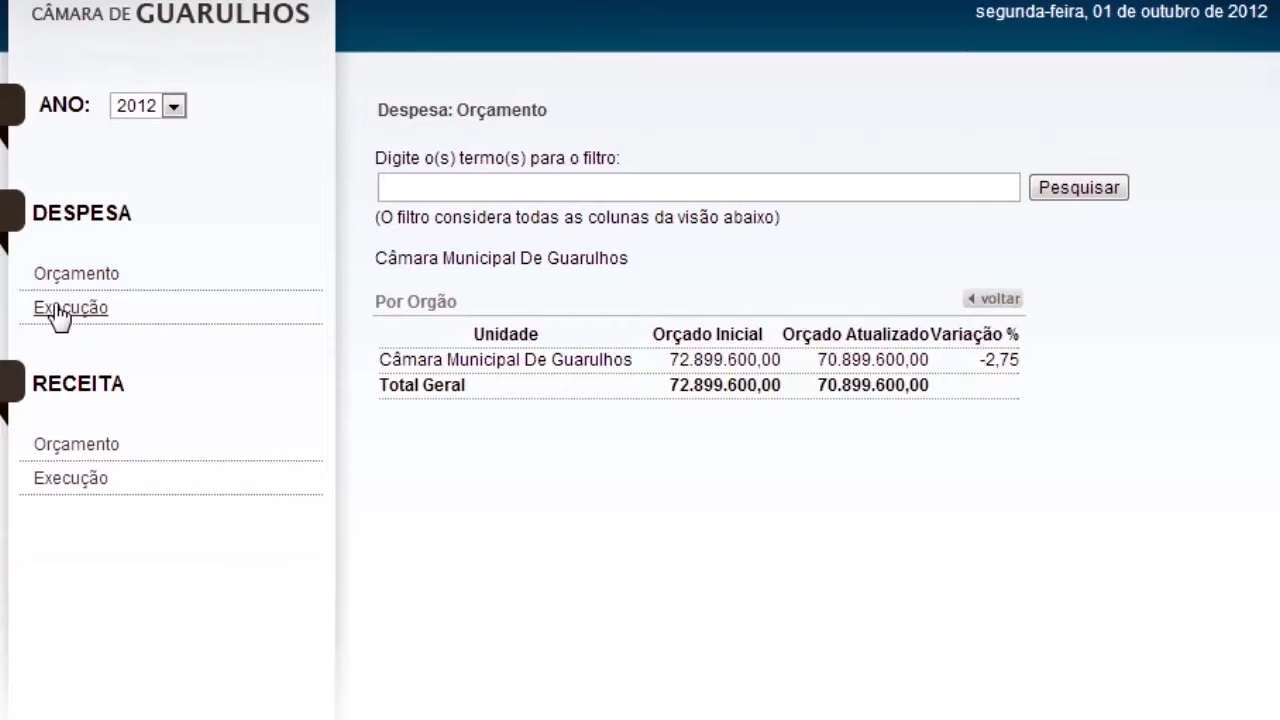 CÂMARA DE GUARULHOS
segunda-feira, 01 de outubro de 2012
ANO: 2012
DESPESA
Orçamento
Execução
RECEITA
Orçamento
Execução
Despesa: Orçamento
Digite o(s) termo(s) para o filtro:
Pesquisar
(O filtro considera todas as colunas da visão abaixo)
Câmara Municipal De Guarulhos
Por Orgão voltar
Unidade Orçado Inicial Orçado Atualizado Variação %
Câmara Municipal De Guarulhos 72.899.600,00 70.899.600,00 -2,75
Total Geral 72.899.600,00 70.899.600,00